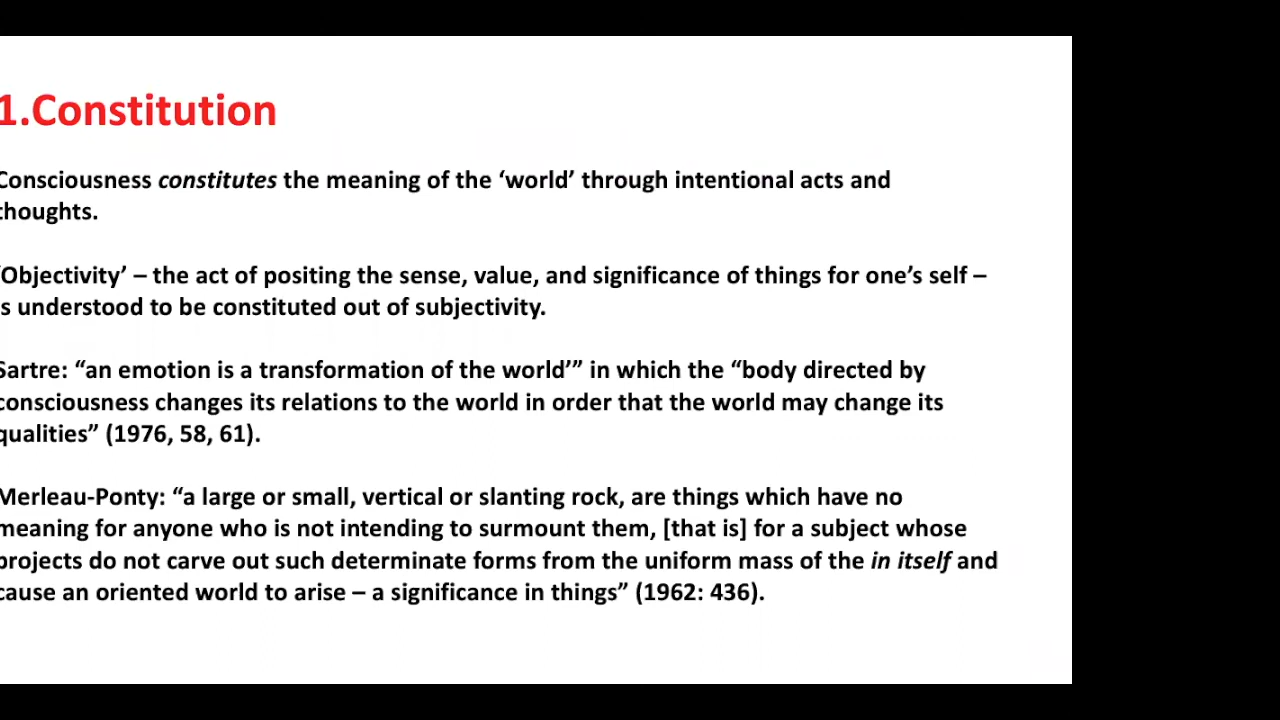 1.Constitution
Consciousness constitutes the meaning of the ‘world’ through intentional acts and
thoughts.
‘Objectivity’ – the act of positing the sense, value, and significance of things for one’s self –
is understood to be constituted out of subjectivity.
Sartre: “an emotion is a transformation of the world’” in which the “body directed by
consciousness changes its relations to the world in order that the world may change its
qualities” (1976, 58, 61).
Merleau-Ponty: “a large or small, vertical or slanting rock, are things which have no
meaning for anyone who is not intending to surmount them, [that is] for a subject whose
projects do not carve out such determinate forms from the uniform mass of the in itself and
cause an oriented world to arise – a significance in things” (1962: 436).